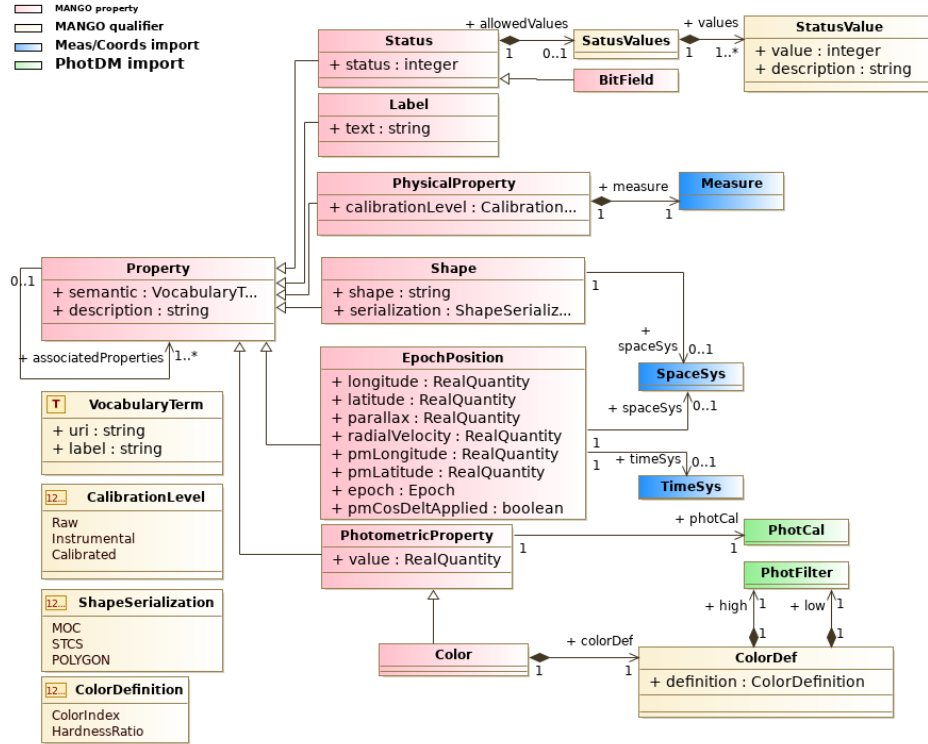 MANGO property
MANGO qualifier
Meas/Coords import
PhotDM import
Status
+ status : integer
+ allowedValues
1
0..1
SatusValues
+ values
1
1..*
StatusValue
+ value : integer
+ description : string
BitField
Label
+ text : string
PhysicalProperty
+ calibrationLevel : Calibration...
+ measure
1
1
Measure
Property
+ semantic : VocabularyT...
+ description : string
0..1
+ associatedProperties
1..*
Shape
+ shape : string
+ serialization : ShapeSerializ...
1
+
spaceSys
0..1
SpaceSys
EpochPosition
+ longitude : RealQuantity
+ latitude : RealQuantity
+ parallax : RealQuantity
+ radialVelocity : RealQuantity
+ pmLongitude : RealQuantity
+ pmLatitude : RealQuantity
+ epoch : Epoch
+ pmCosDeltApplied : boolean
+ spaceSys
0..1
1
1
+ timeSys
0..1
TimeSys
T
VocabularyTerm
+ uri : string
+ label : string
12...
CalibrationLevel
Raw
Instrumental
Calibrated
12...
ShapeSerialization
MOC
STCS
POLYGON
12...
ColorDefinition
ColorIndex
HardnessRatio
PhotometricProperty
+ value : RealQuantity
+ photCal
1
1
PhotCal
PhotFilter
+ high
1
+ low
1
1
1
Color
+ colorDef
1
1
ColorDef
+ definition : ColorDefinition